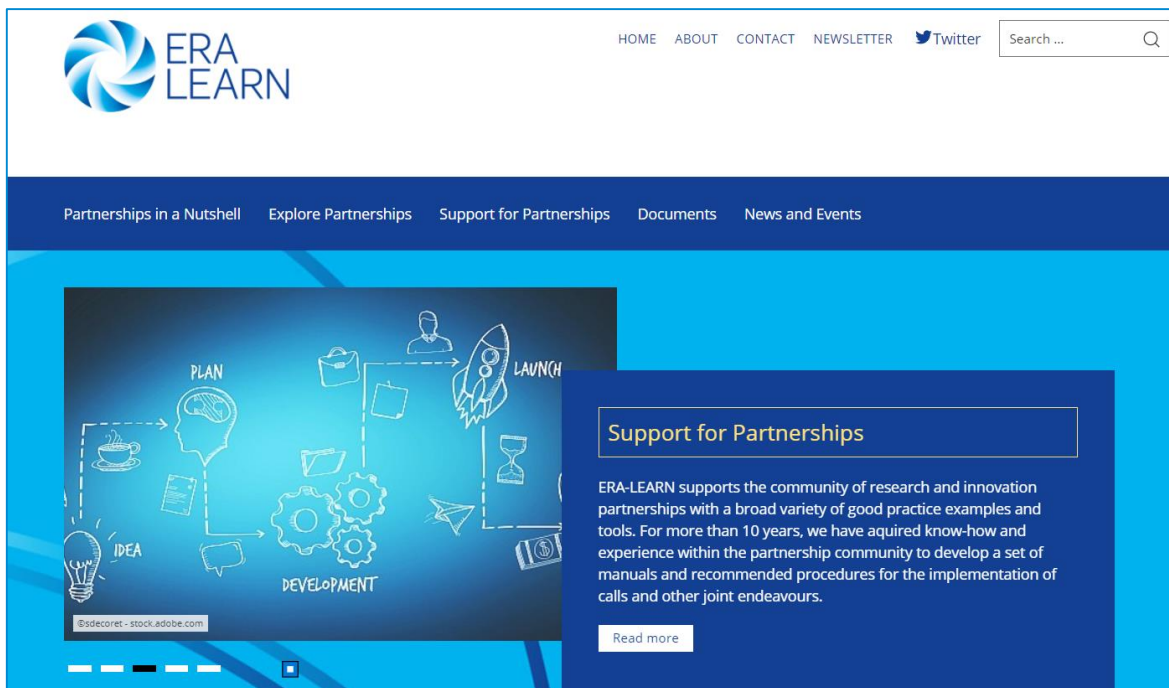 ERA
LEARN
HOME ABOUT CONTACT NEWSLETTER Twitter Search ...
Partnerships in a Nutshell Explore Partnerships Support for Partnerships Documents News and Events
PLAN
LAUNCH
IDEA
DEVELOPMENT
©sdecoret - stock.adobe.com
Support for Partnerships
ERA-LEARN supports the community of research and innovation
partnerships with a broad variety of good practice examples and
tools. For more than 10 years, we have aquired know-how and
experience within the partnership community to develop a set of
manuals and recommended procedures for the implementation of
calls and other joint endeavours.
Read more